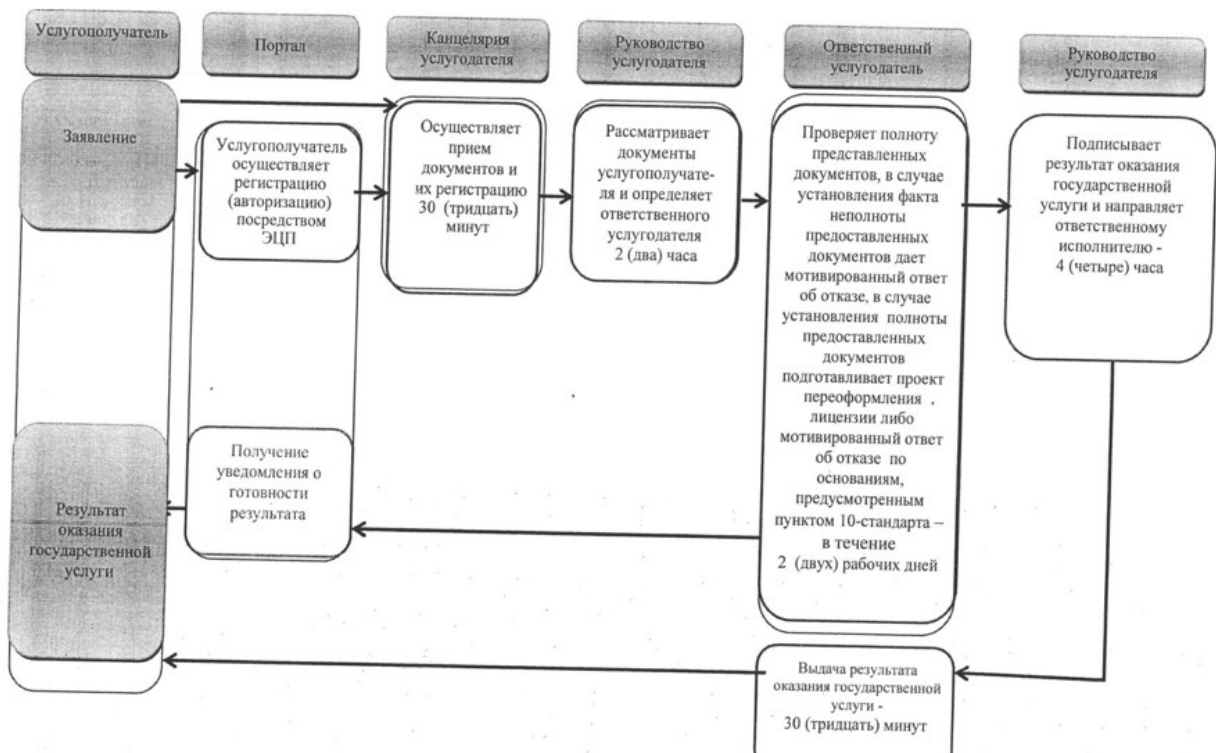 Услугополучатель
Портал
Канцелярия
услугодателя
Руководство
услугодателя
Ответственный
услугодатель
Руководство
услугодателя
Заявление
Услугополучатель
осуществляет
регистрацию
(авторизацию)
посредством
ЭЦП
Осуществляет
прием
документов и
их регистрацию
30 (тридцать)
минут
Рассматривает
документы
услугополучате-
ля и определяет
ответственного
услугодателя
2 (два) часа
Проверяет полноту
представленных
документов, в случае
установления факта
неполноты
предоставленных
документов дает
мотивированный ответ
об отказе, в случае
установления полноты
предоставленных
документов
подготавливает проект
переоформления .
лицензии либо
мотивированный ответ
об отказе по
основаниям,
предусмотренным
пунктом 10-стандарта –
в течение
2 (двух) рабочих дней
Подписывает
результат оказания
государственной
услуги и направляет
ответственному
исполнителю -
4 (четыре) часа
Получение
уведомления о
готовности
результата
Результат
оказания
государственной
услуги
Выдача результата
оказания государственной
услуги -
30 (тридцать) минут